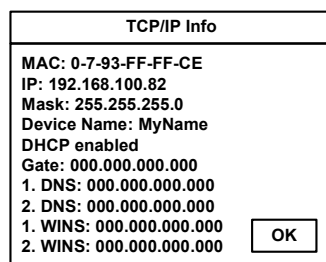 TCP/IP Info
MAC: 0-7-93-FF-FF-CE
IP: 192.168.100.82
Mask: 255.255.255.0
Device Name: MyName
DHCP enabled
Gate: 000.000.000.000
1. DNS: 000.000.000.000
2. DNS: 000.000.000.000
1. WINS: 000.000.000.000
2. WINS: 000.000.000.000
OK